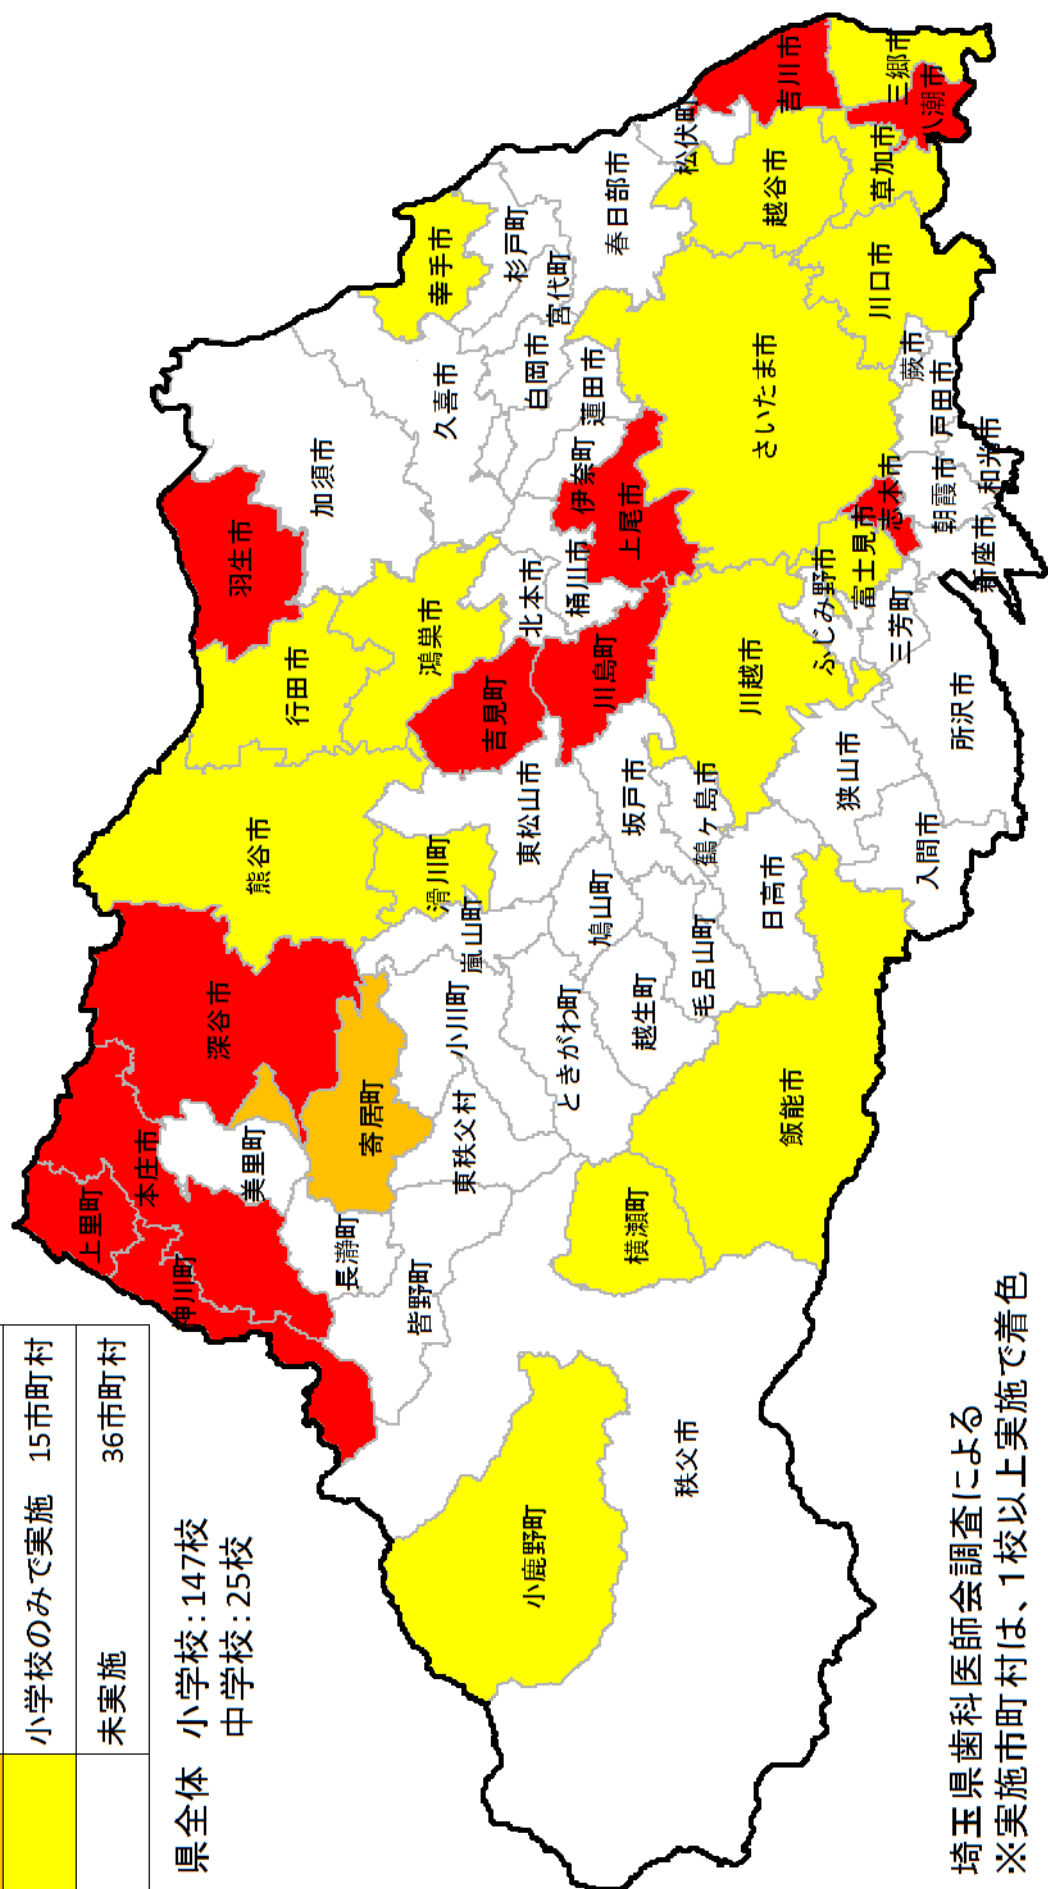 小学校のみで実施 15市町村
未実施 36市町村
県全体 小学校:147校
中学校:25校
上里町
本庄市
神川町
深谷市
美里町
寄居町
長瀞町
皆野町
小鹿野町
秩父市
横瀬町
東秩父村
小川町
嵐山町
ときがわ町
熊谷市
滑川町
行田市
羽生市
加須市
鴻巣市
吉見町
東松山市
川島町
鳩山町
越生町
毛呂山町
坂戸市
鶴ヶ島市
日高市
飯能市
北本市
桶川市
上尾市
伊奈町
久喜市
幸手市
杉戸町
宮代町
白岡市
蓮田市
春日部市
松伏町
吉川市
越谷市
三郷市
八潮市
草加市
川口市
さいたま市
蕨市
戸田市
和光市
朝霞市
志木市
新座市
富士見市
ふじみ野市
三芳町
川越市
狭山市
所沢市
入間市
埼玉県歯科医師会調査による
※実施市町村は、1校以上実施で着色